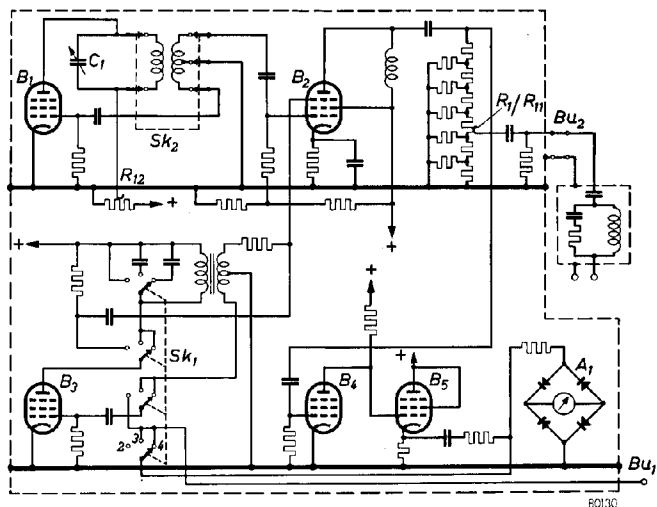 B1
C1
Sk2
B2
R1/R11
Bu2
R12
+
+
+
+
+
B3
Sk1
2
3
4
B4
B5
A1
Bu1
80130